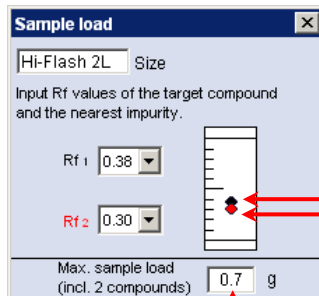 Sample load
Hi-Flash 2L Size
Input Rf values of the target compound
and the nearest impurity.
Rf 1 0.38
Rf 2 0.30
Max. sample load
(incl. 2 compounds) 0.7 g